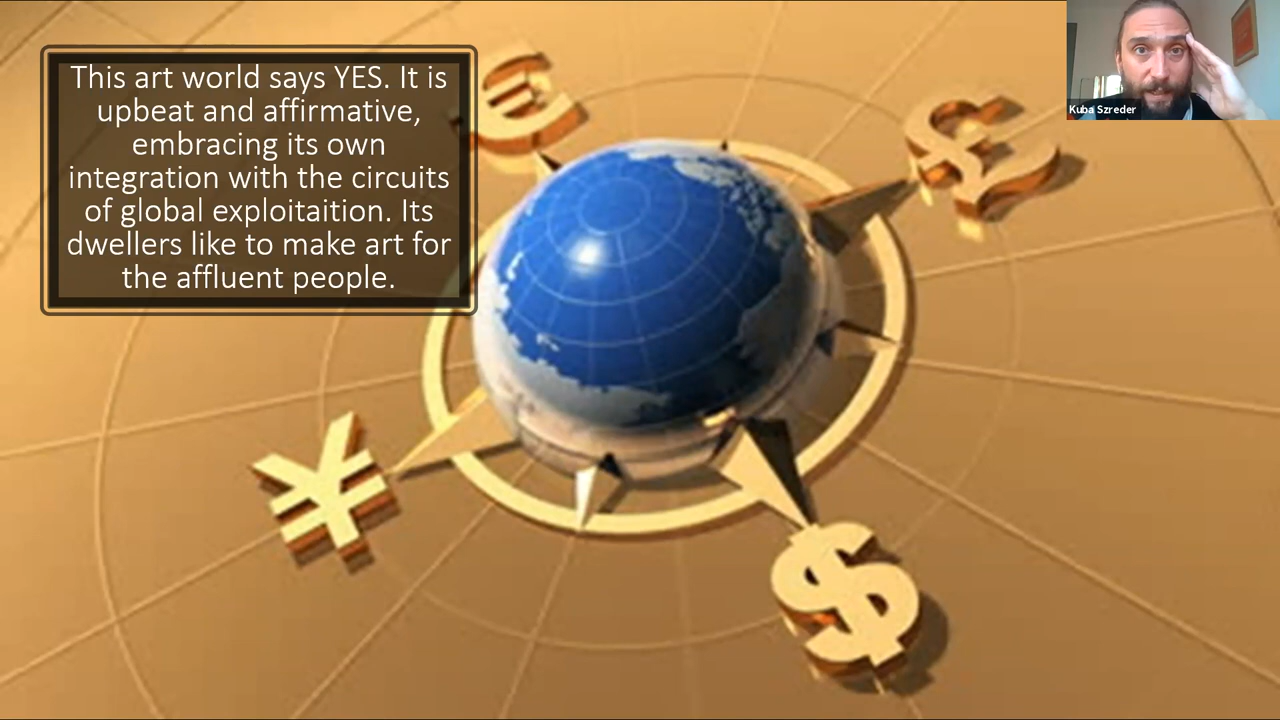 This art world says YES. It is
upbeat and affirmative,
embracing its own
integration with the circuits
of global exploitaition. Its
dwellers like to make art for
the affluent people.
Kuba Szreder
€
£
¥
$